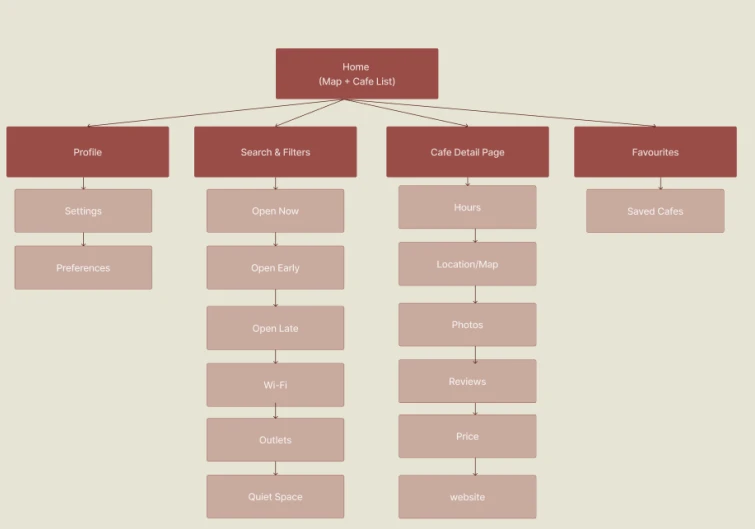 Home
(Map + Cafe List)
Profile
Search & Filters
Cafe Detail Page
Favourites
Settings
Preferences
Open Now
Open Early
Open Late
Wi-Fi
Outlets
Quiet Space
Hours
Location/Map
Photos
Reviews
Price
website
Saved Cafes